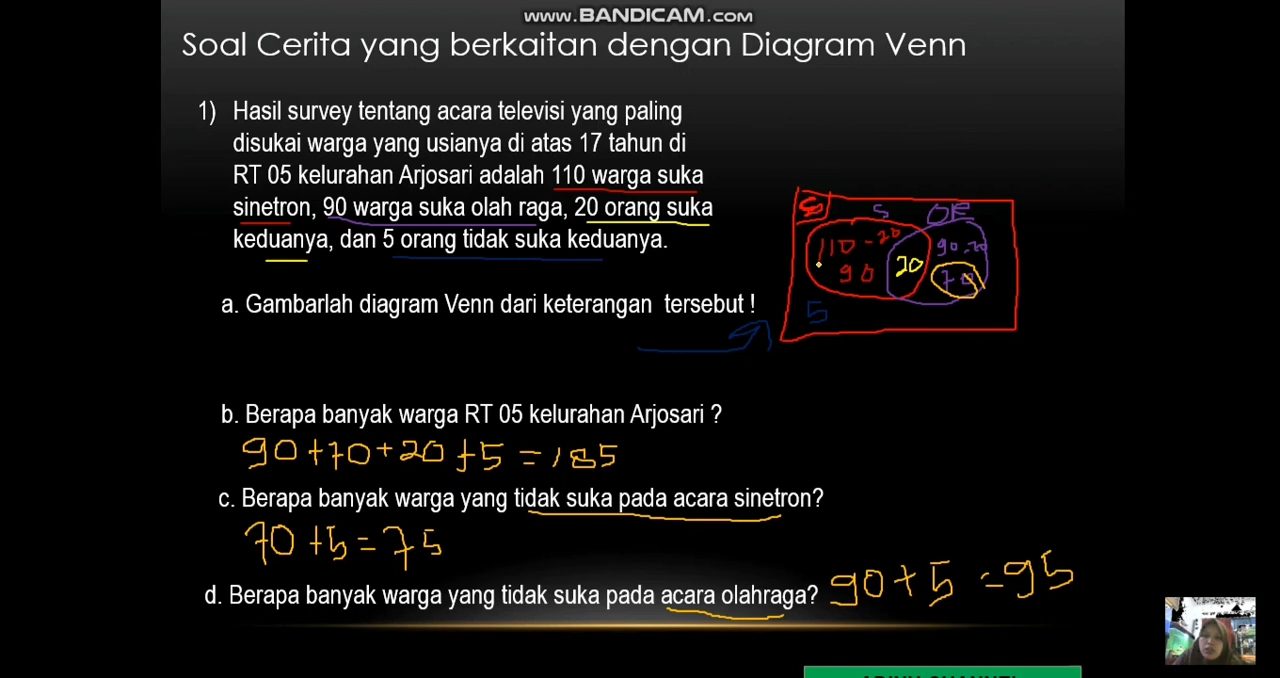 www.BANDICAM.com
Soal Cerita yang berkaitan dengan Diagram Venn
1) Hasil survey tentang acara televisi yang paling
disukai warga yang usianya di atas 17 tahun di
RT 05 kelurahan Arjosari adalah 110 warga suka
sinetron, 90 warga suka olah raga, 20 orang suka
keduanya, dan 5 orang tidak suka keduanya.
S
S OR
110 - 20 90-20
90 20 70
5
a. Gambarlah diagram Venn dari keterangan tersebut !
b. Berapa banyak warga RT 05 kelurahan Arjosari ?
90 + 70 + 20 + 5 = 185
c. Berapa banyak warga yang tidak suka pada acara sinetron?
70 + 5 = 75
d. Berapa banyak warga yang tidak suka pada acara olahraga? 90 + 5 = 95